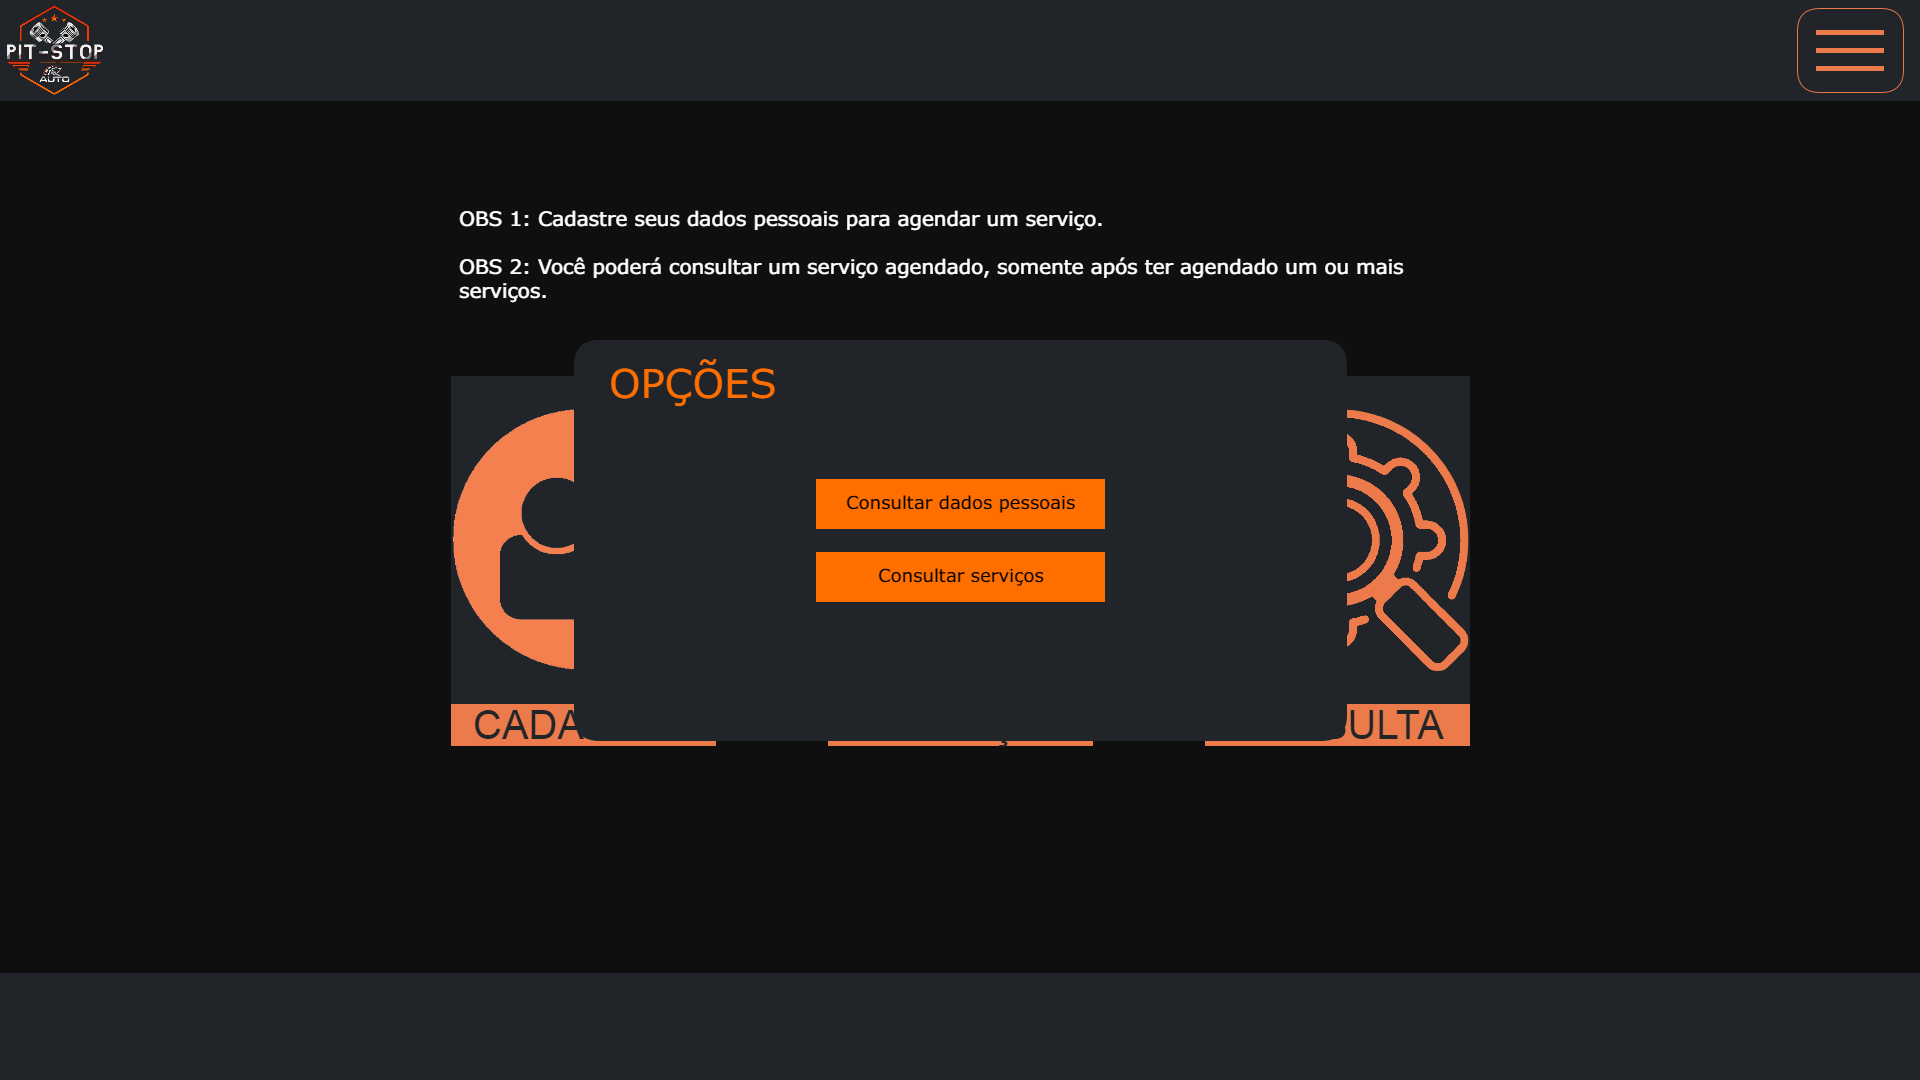 PIT-STOP
AUTO
OBS 1: Cadastre seus dados pessoais para agendar um serviço.
OBS 2: Você poderá consultar um serviço agendado, somente após ter agendado um ou mais
serviços.
OPÇÕES
Consultar dados pessoais
Consultar serviços
CADA
ULTA